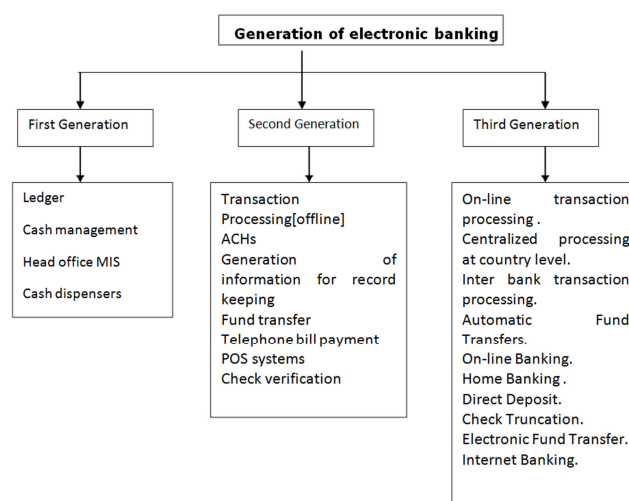 Generation of electronic banking
First Generation
Second Generation
Third Generation
Ledger
Cash management
Head office MIS
Cash dispensers
Transaction
Processing[offline]
ACHs
Generation of
information for record
keeping
Fund transfer
Telephone bill payment
POS systems
Check verification
On-line transaction
processing .
Centralized processing
at country level.
Inter bank transaction
processing.
Automatic Fund
Transfers.
On-line Banking.
Home Banking .
Direct Deposit.
Check Truncation.
Electronic Fund Transfer.
Internet Banking.